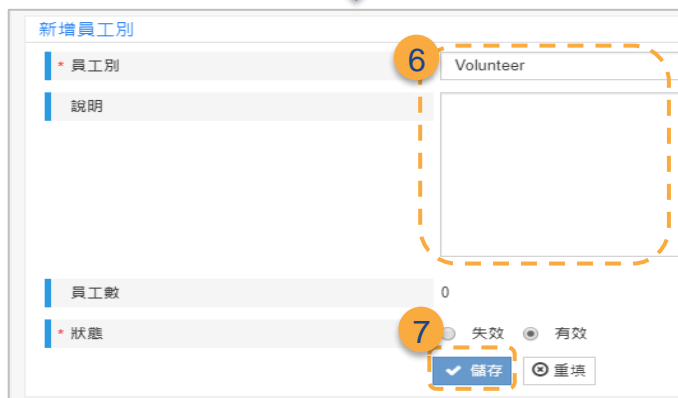 新增員工別
* 員工別 6 Volunteer
說明
員工數 0
* 狀態 7 失效 有效
儲存 重填